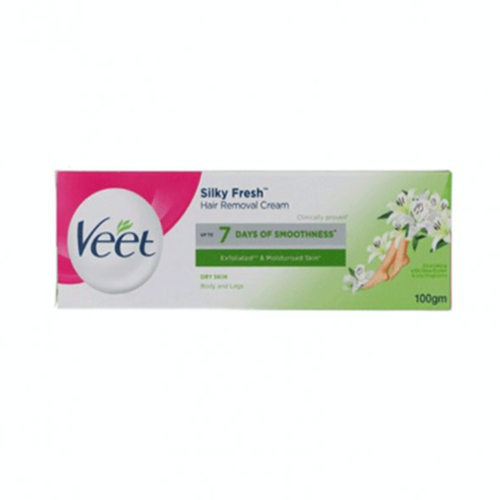 Veet
Silky Fresh™
Hair Removal Cream
Clinically proven*
UP TO 7 DAYS OF SMOOTHNESS*
Exfoliated** & Moisturised Skin*
DRY SKIN
Body and Legs
100gm